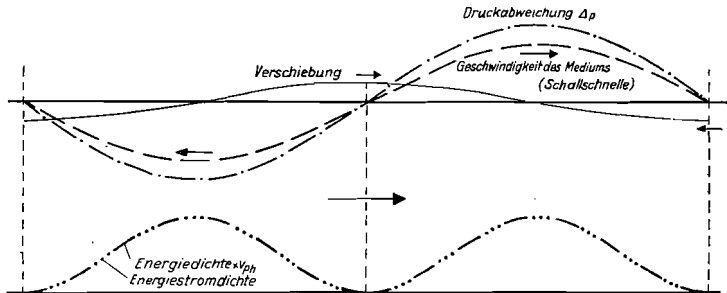 Druckabweichung Δp
Verschiebung
Geschwindigkeit des Mediums
(Schallschnelle)
Energiedichte×v_ph
Energiestromdichte